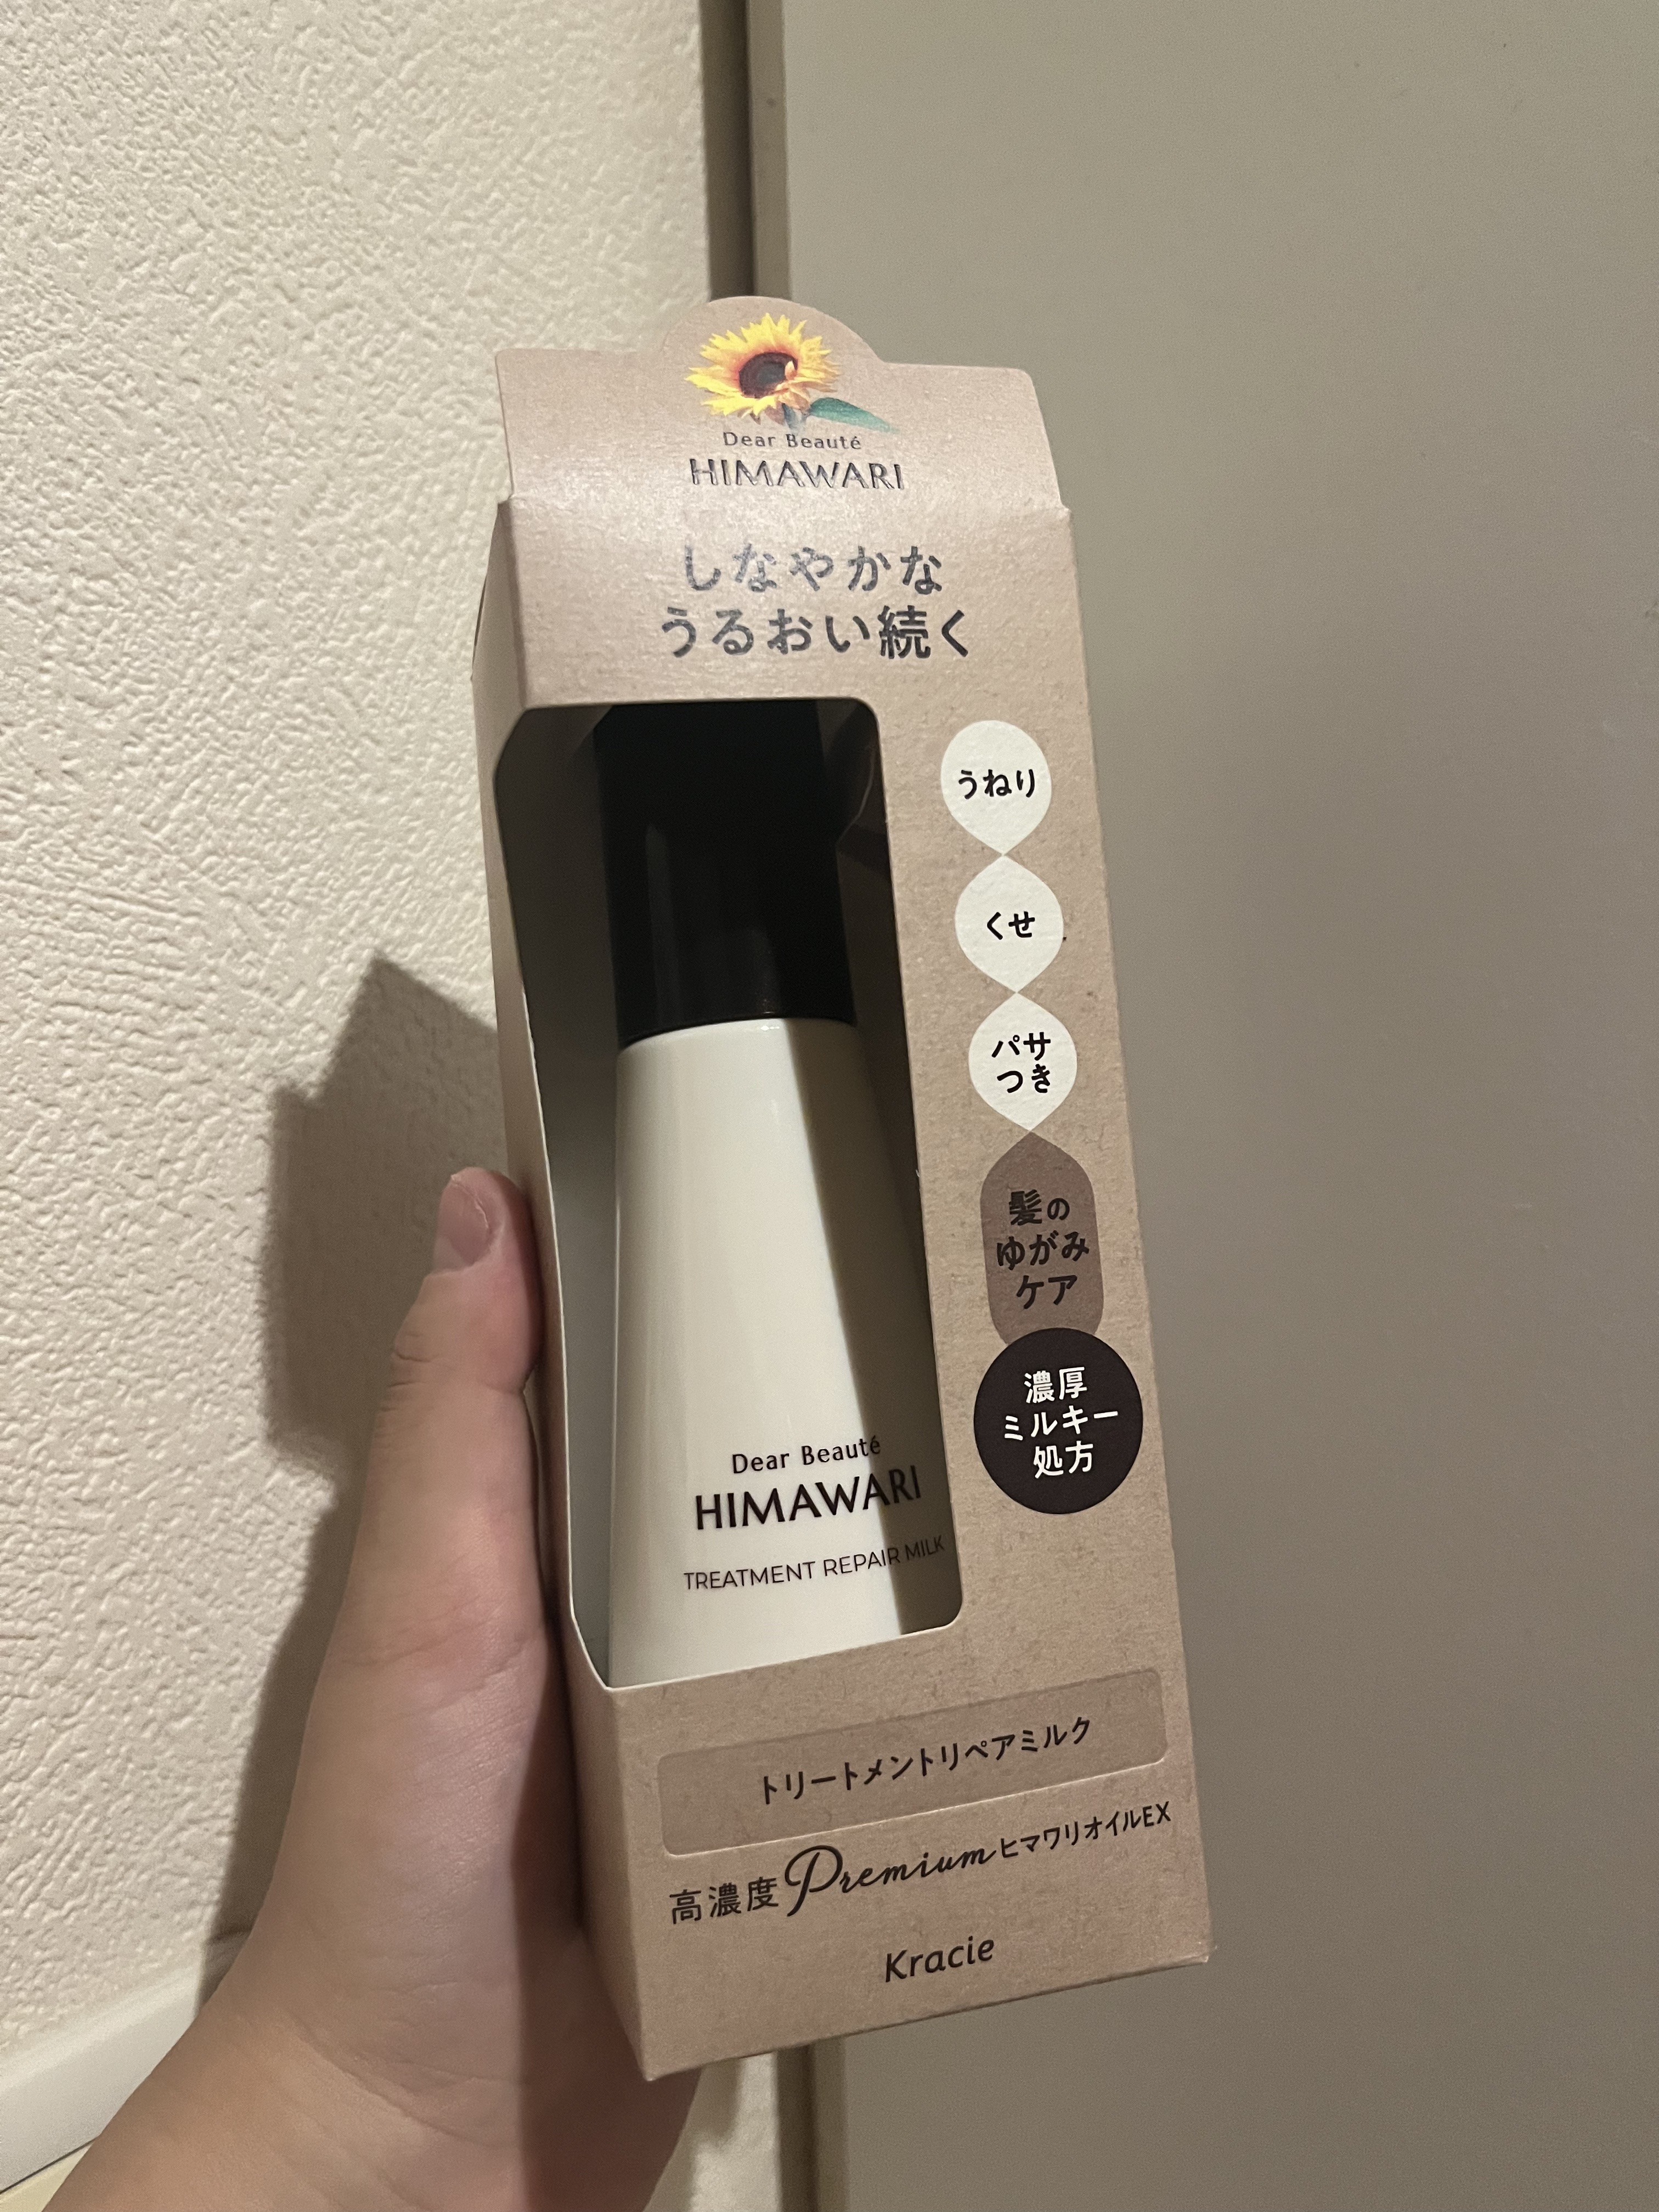 Dear Beauté
HIMAWARI
しなやかな
うるおい続く
うねり
くせ
パサ
つき
髪の
ゆがみ
ケア
濃厚
ミルキー
処方
Dear Beauté
HIMAWARI
TREATMENT REPAIR MILK
トリートメントリペアミルク
高濃度PremiumヒマワリオイルEX
Kracie